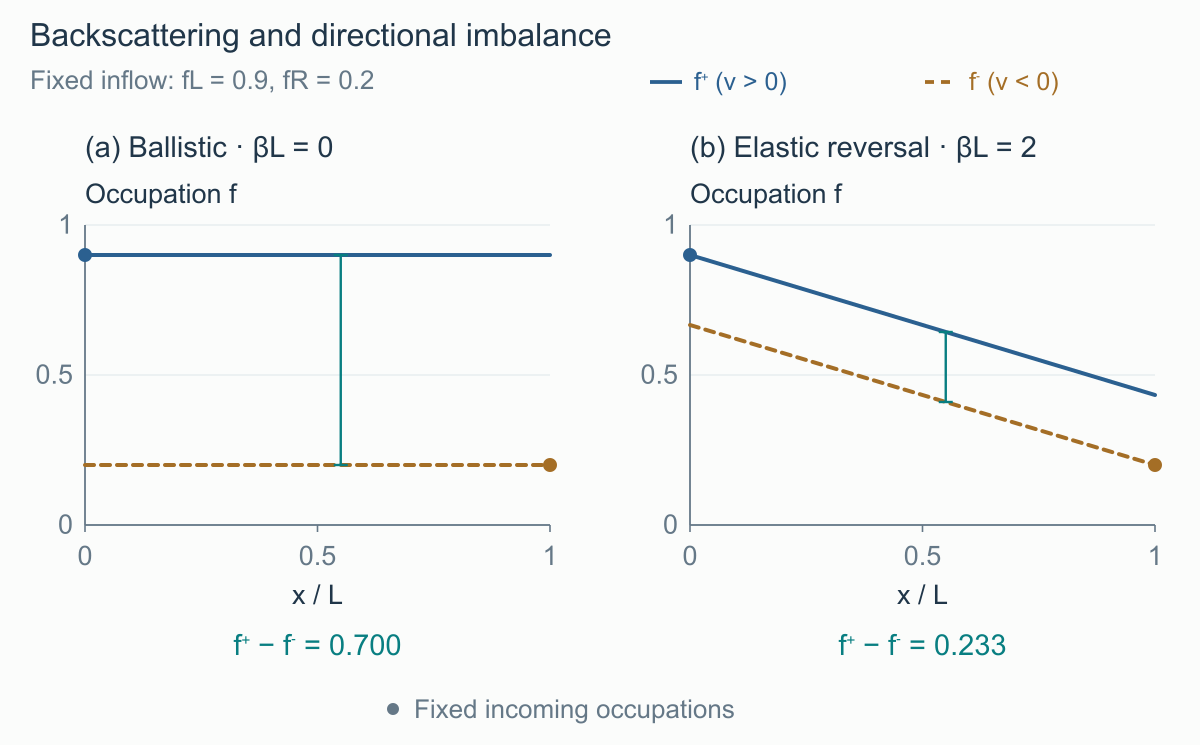 Backscattering and directional imbalance
Fixed inflow: fL = 0.9, fR = 0.2
f⁺ (v > 0)
f⁻ (v < 0)
(a) Ballistic · βL = 0
Occupation f
1
0.5
0
0 0.5 1
x / L
f⁺ − f⁻ = 0.700
(b) Elastic reversal · βL = 2
Occupation f
1
0.5
0
0 0.5 1
x / L
f⁺ − f⁻ = 0.233
Fixed incoming occupations